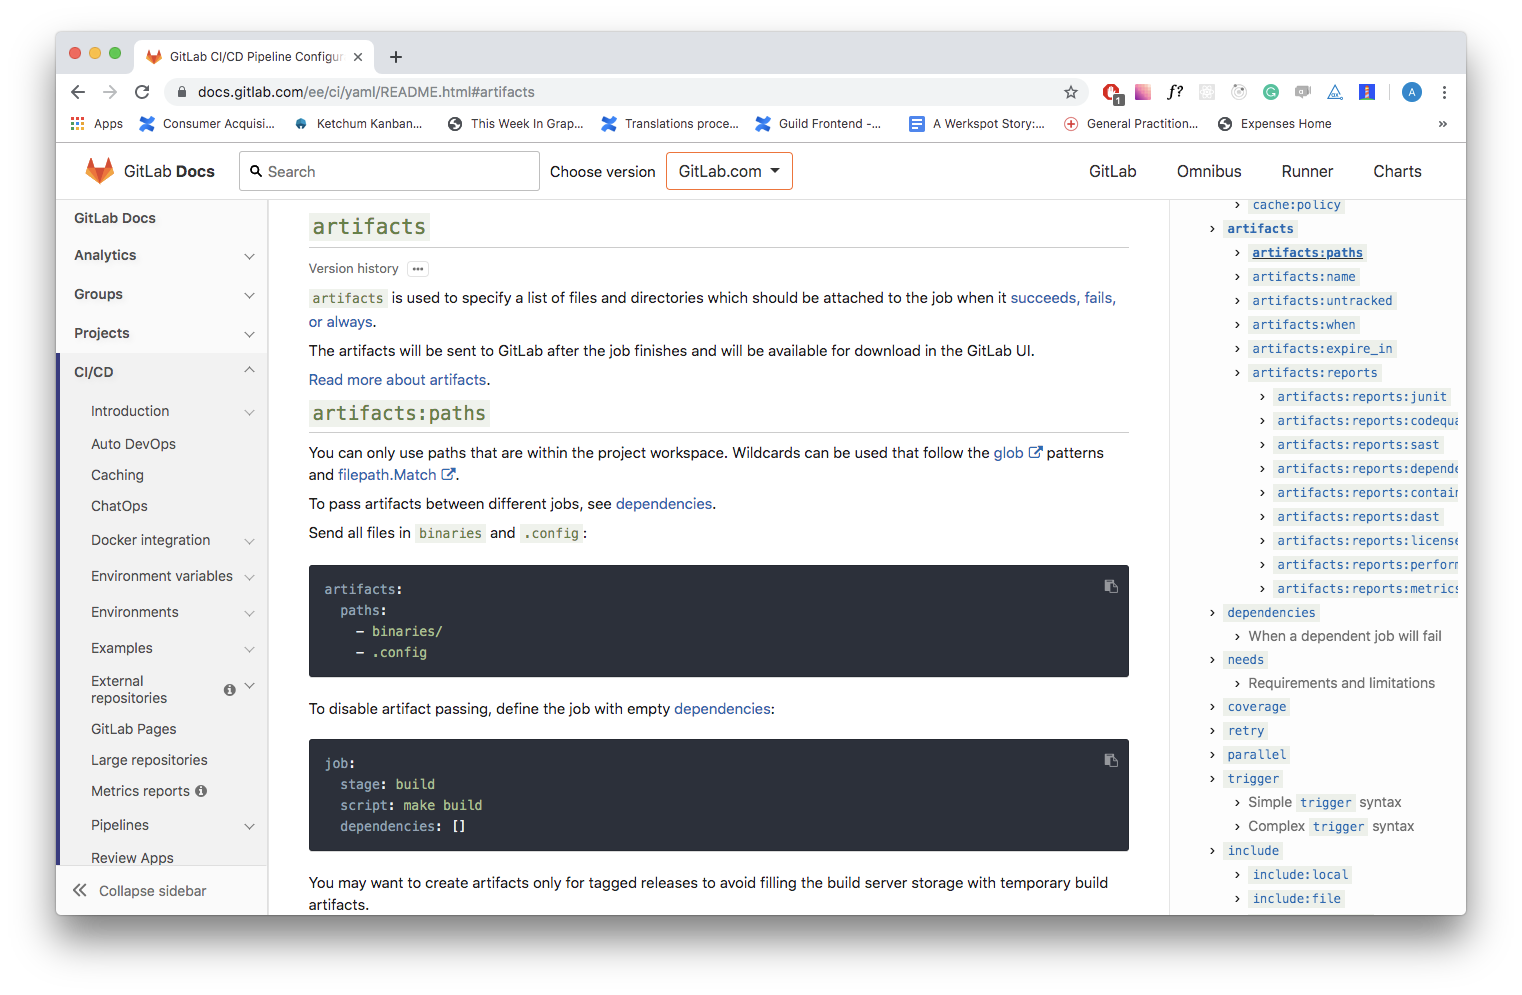 GitLab CI/CD Pipeline Configur
docs.gitlab.com/ee/ci/yaml/README.html#artifacts
1
f?
A
Apps
Consumer Acquisi...
Ketchum Kanban...
This Week In Grap...
Translations proce...
Guild Frontend -...
A Werkspot Story:...
General Practition...
Expenses Home
»
GitLab Docs
Search
Choose version
GitLab.com
GitLab
Omnibus
Runner
Charts
GitLab Docs
Analytics
Groups
Projects
CI/CD
Introduction
Auto DevOps
Caching
ChatOps
Docker integration
Environment variables
Environments
Examples
External
repositories
GitLab Pages
Large repositories
Metrics reports
Pipelines
Review Apps
Collapse sidebar
artifacts
Version history
artifacts is used to specify a list of files and directories which should be attached to the job when it succeeds, fails,
or always.
The artifacts will be sent to GitLab after the job finishes and will be available for download in the GitLab UI.
Read more about artifacts.
artifacts:paths
You can only use paths that are within the project workspace. Wildcards can be used that follow the glob patterns
and filepath.Match.
To pass artifacts between different jobs, see dependencies.
Send all files in binaries and .config:
artifacts:
paths:
- binaries/
- .config
To disable artifact passing, define the job with empty dependencies:
job:
stage: build
script: make build
dependencies: []
You may want to create artifacts only for tagged releases to avoid filling the build server storage with temporary build
artifacts.
cache:policy
artifacts
artifacts:paths
artifacts:name
artifacts:untracked
artifacts:when
artifacts:expire_in
artifacts:reports
artifacts:reports:junit
artifacts:reports:codequa
artifacts:reports:sast
artifacts:reports:depende
artifacts:reports:contain
artifacts:reports:dast
artifacts:reports:license
artifacts:reports:perform
artifacts:reports:metrics
dependencies
When a dependent job will fail
needs
Requirements and limitations
coverage
retry
parallel
trigger
Simple trigger syntax
Complex trigger syntax
include
include:local
include:file